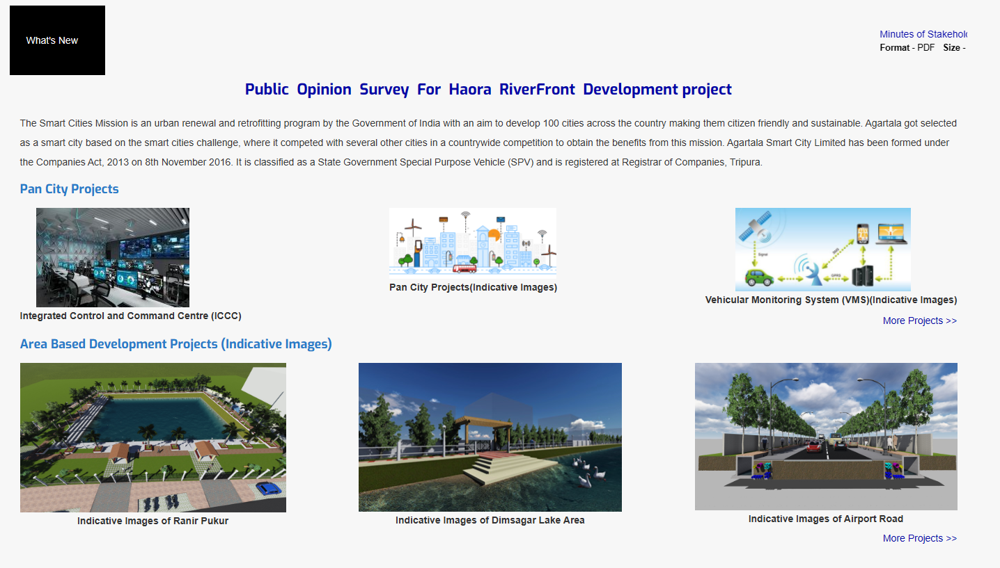 What's New
Minutes of Stakehol
Format - PDF Size -
Public Opinion Survey For Haora RiverFront Development project
The Smart Cities Mission is an urban renewal and retrofitting program by the Government of India with an aim to develop 100 cities across the country making them citizen friendly and sustainable. Agartala got selected
as a smart city based on the smart cities challenge, where it competed with several other cities in a countrywide competition to obtain the benefits from this mission. Agartala Smart City Limited has been formed under
the Companies Act, 2013 on 8th November 2016. It is classified as a State Government Special Purpose Vehicle (SPV) and is registered at Registrar of Companies, Tripura.
Pan City Projects
Signal
SMS
GPRS
Integrated Control and Command Centre (ICCC)
Pan City Projects(Indicative Images)
Vehicular Monitoring System (VMS)(Indicative Images)
More Projects >>
Area Based Development Projects (Indicative Images)
Indicative Images of Ranir Pukur
Indicative Images of Dimsagar Lake Area
Indicative Images of Airport Road
More Projects >>